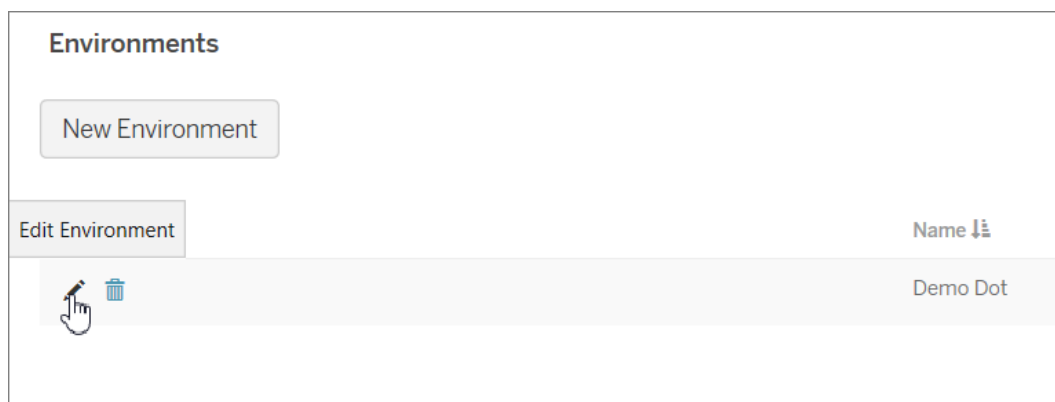 Environments
New Environment
Edit Environment
Name
Demo Dot